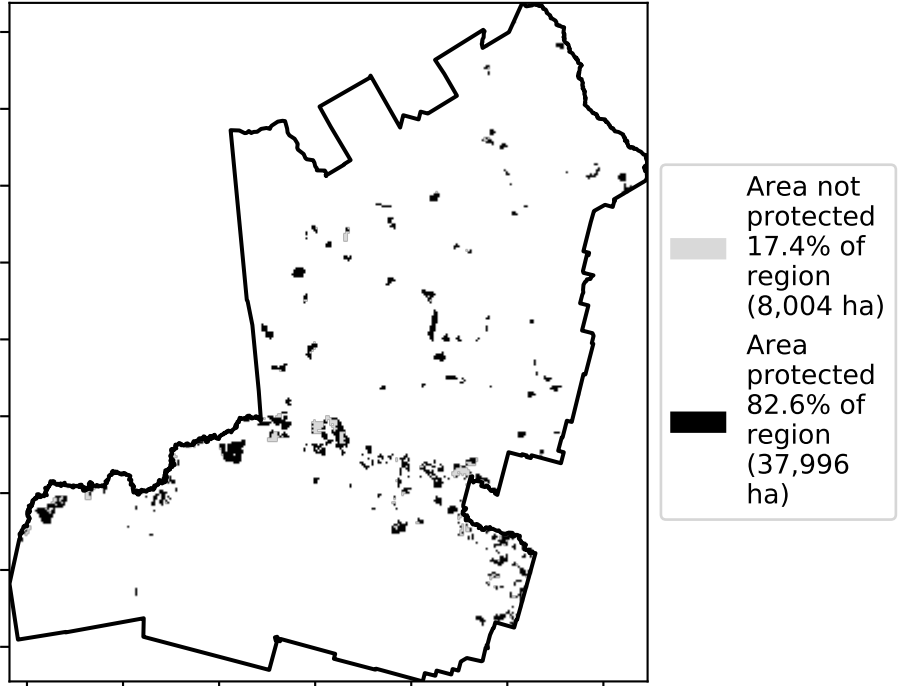 Area not
protected
17.4% of
region
(8,004 ha)
Area
protected
82.6% of
region
(37,996
ha)